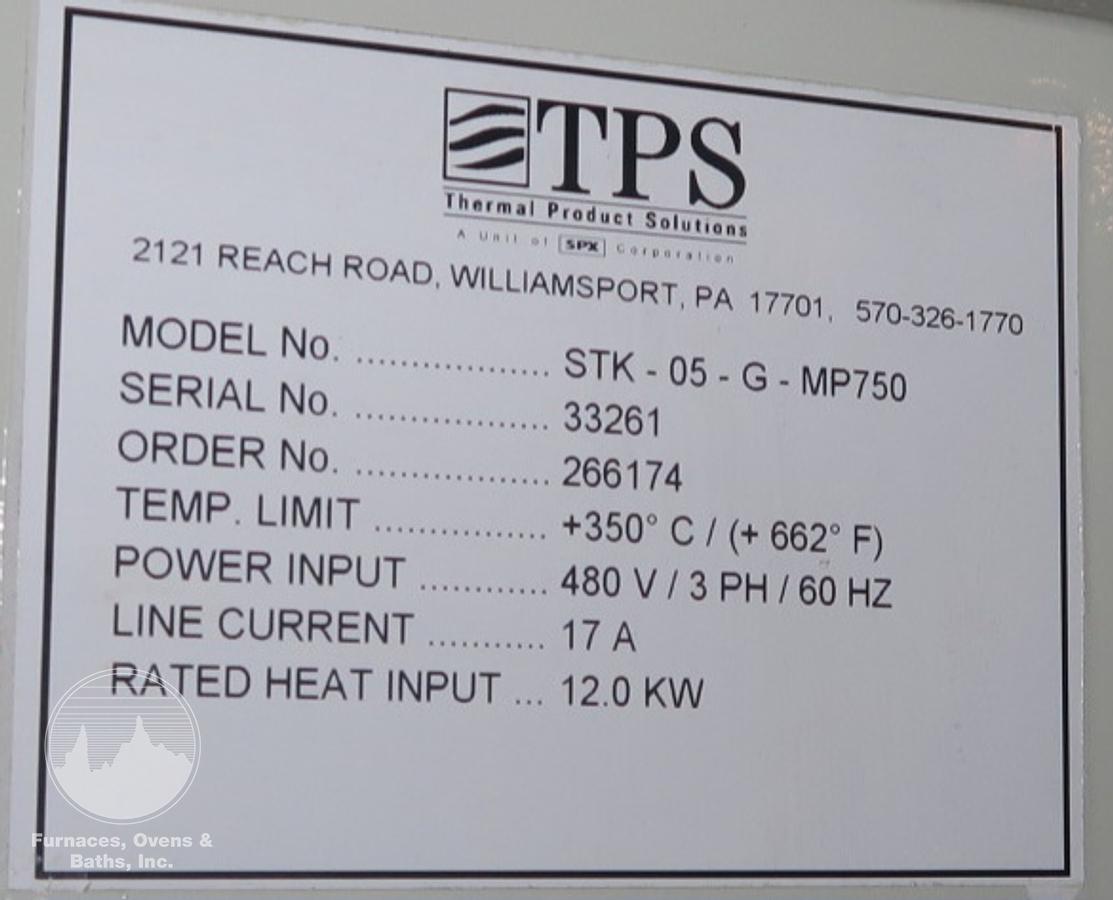 TPS
Thermal Product Solutions
A Unit of SPX Corporation
2121 REACH ROAD, WILLIAMSPORT, PA 17701, 570-326-1770
MODEL No. .................. STK - 05 - G - MP750
SERIAL No. .................. 33261
ORDER No. .................. 266174
TEMP. LIMIT ................ +350° C / (+ 662° F)
POWER INPUT ............ 480 V / 3 PH / 60 HZ
LINE CURRENT ........... 17 A
RATED HEAT INPUT ... 12.0 KW
Furnaces, Ovens &
Baths, Inc.